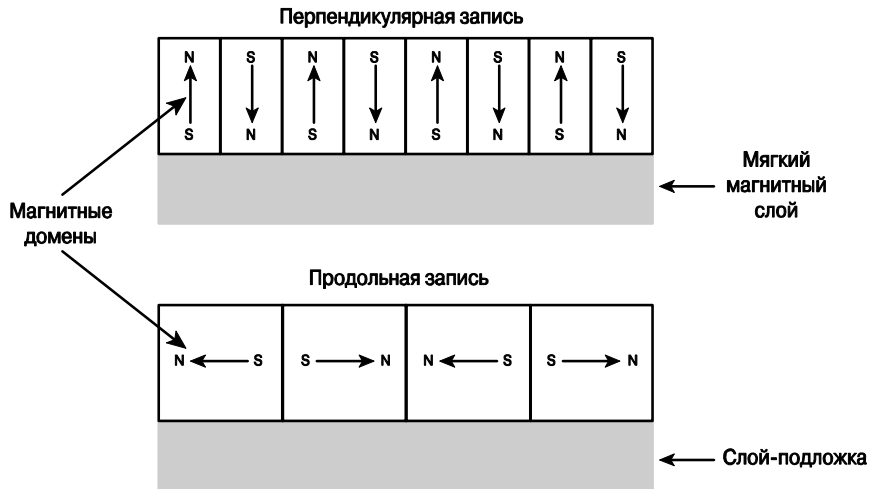 Перпендикулярная запись
N S N S N S N S
S N S N S N S N
Мягкий
магнитный
слой
Магнитные
домены
Продольная запись
N S S N N S S N
Слой-подложка